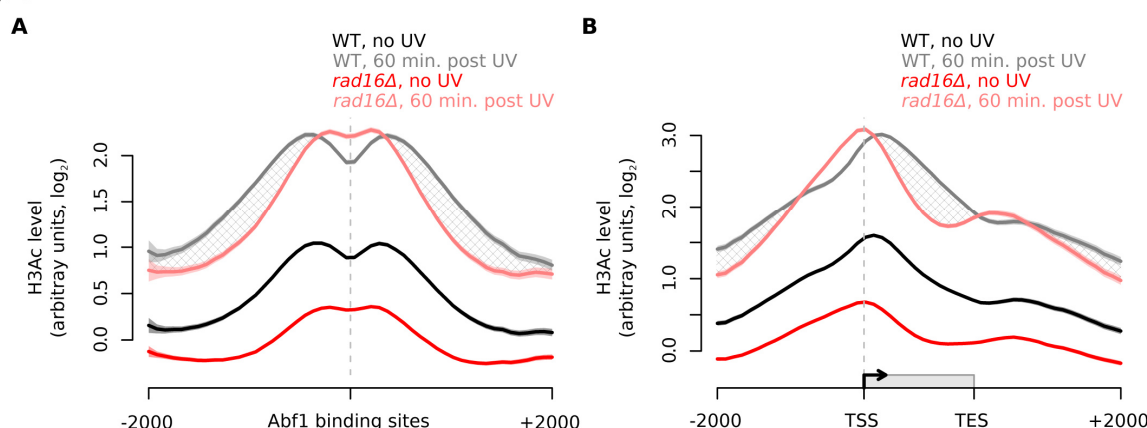 A
WT, no UV
WT, 60 min. post UV
rad16Δ, no UV
rad16Δ, 60 min. post UV
H3Ac level
(arbitray units, log2)
2.0
1.5
1.0
0.5
0.0
-2000
Abf1 binding sites
+2000
B
WT, no UV
WT, 60 min. post UV
rad16Δ, no UV
rad16Δ, 60 min. post UV
H3Ac level
(arbitray units, log2)
3.0
2.0
1.0
0.0
-2000
TSS
TES
+2000